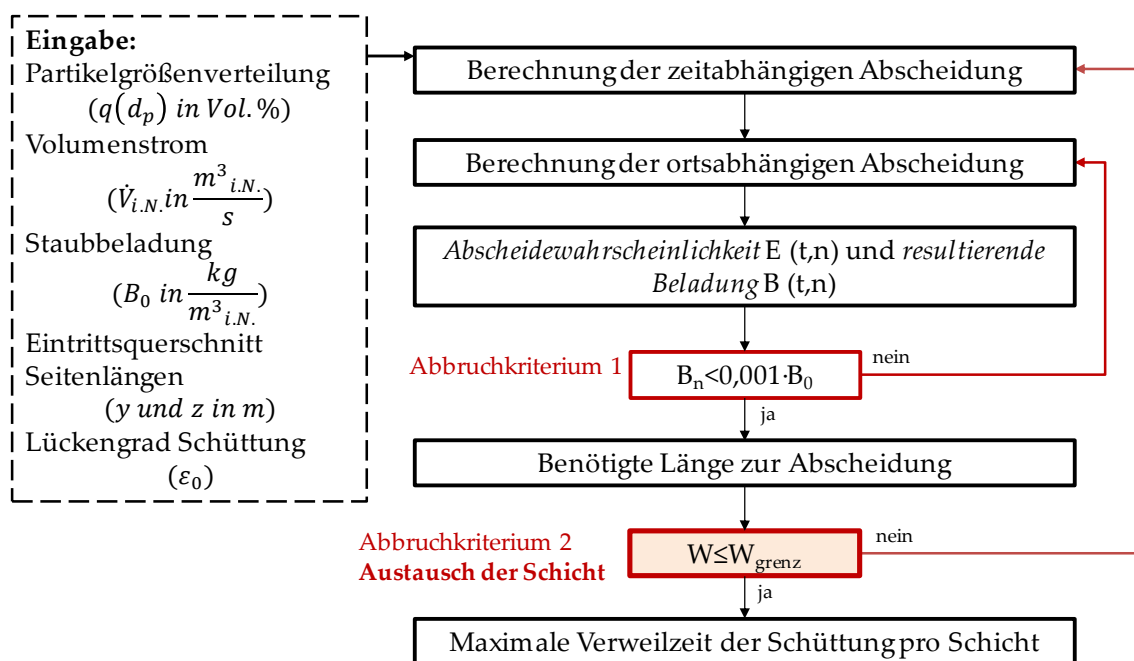 Eingabe:
Partikelgrößenverteilung
(q(d_p) in Vol.%)
Volumenstrom
(V̇_i.N. in m³_i.N./s)
Staubbeladung
(B_0 in kg/m³_i.N.)
Eintrittsquerschnitt
Seitenlängen
(y und z in m)
Lückengrad Schüttung
(ε_0)
Berechnung der zeitabhängigen Abscheidung
Berechnung der ortsabhängigen Abscheidung
Abscheidewahrscheinlichkeit E (t,n) und resultierende
Beladung B (t,n)
Abbruchkriterium 1
B_n<0,001·B_0
nein
ja
Benötigte Länge zur Abscheidung
Abbruchkriterium 2
Austausch der Schicht
W≤W_grenz
nein
ja
Maximale Verweilzeit der Schüttung pro Schicht